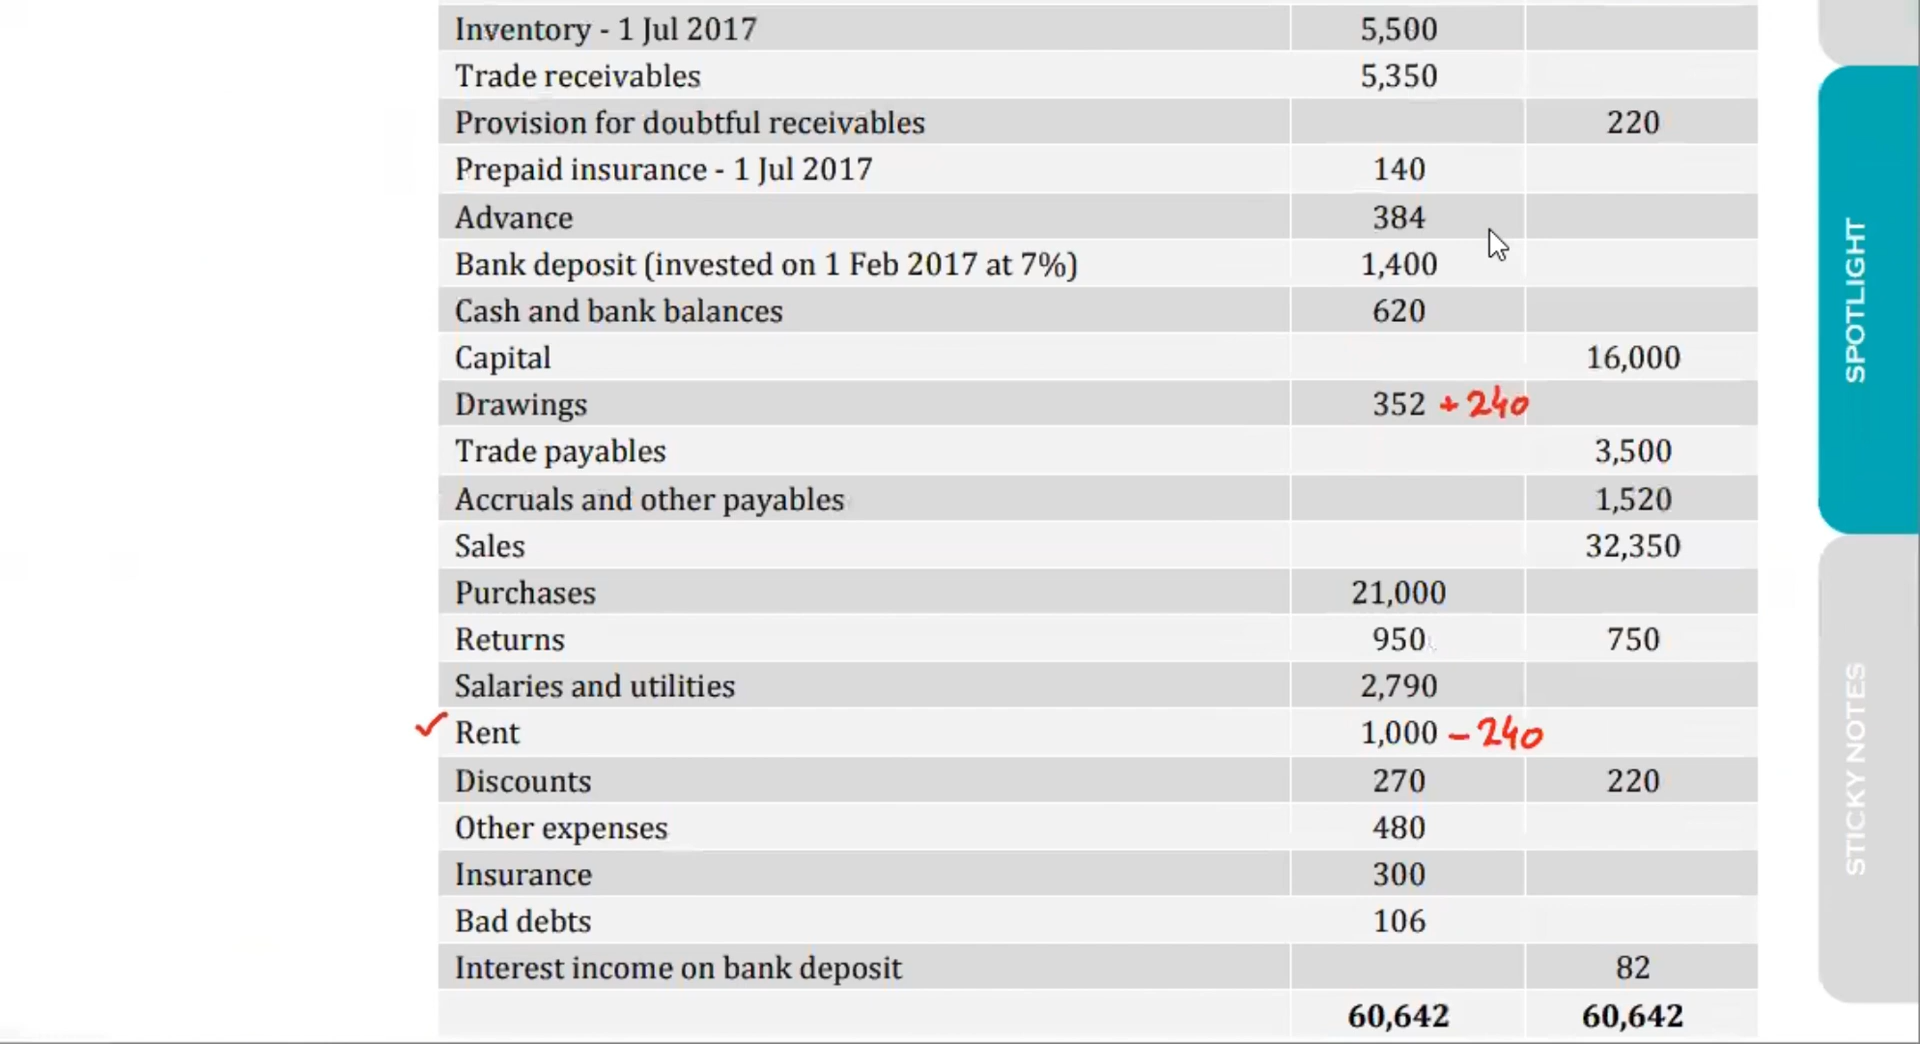 Inventory - 1 Jul 2017 5,500
Trade receivables 5,350
Provision for doubtful receivables 220
Prepaid insurance - 1 Jul 2017 140
Advance 384
Bank deposit (invested on 1 Feb 2017 at 7%) 1,400
Cash and bank balances 620
Capital 16,000
Drawings 352 + 240
Trade payables 3,500
Accruals and other payables 1,520
Sales 32,350
Purchases 21,000
Returns 950 750
Salaries and utilities 2,790
✓ Rent 1,000 - 240
Discounts 270 220
Other expenses 480
Insurance 300
Bad debts 106
Interest income on bank deposit 82
60,642 60,642
SPOTLIGHT
STICKY NOTES